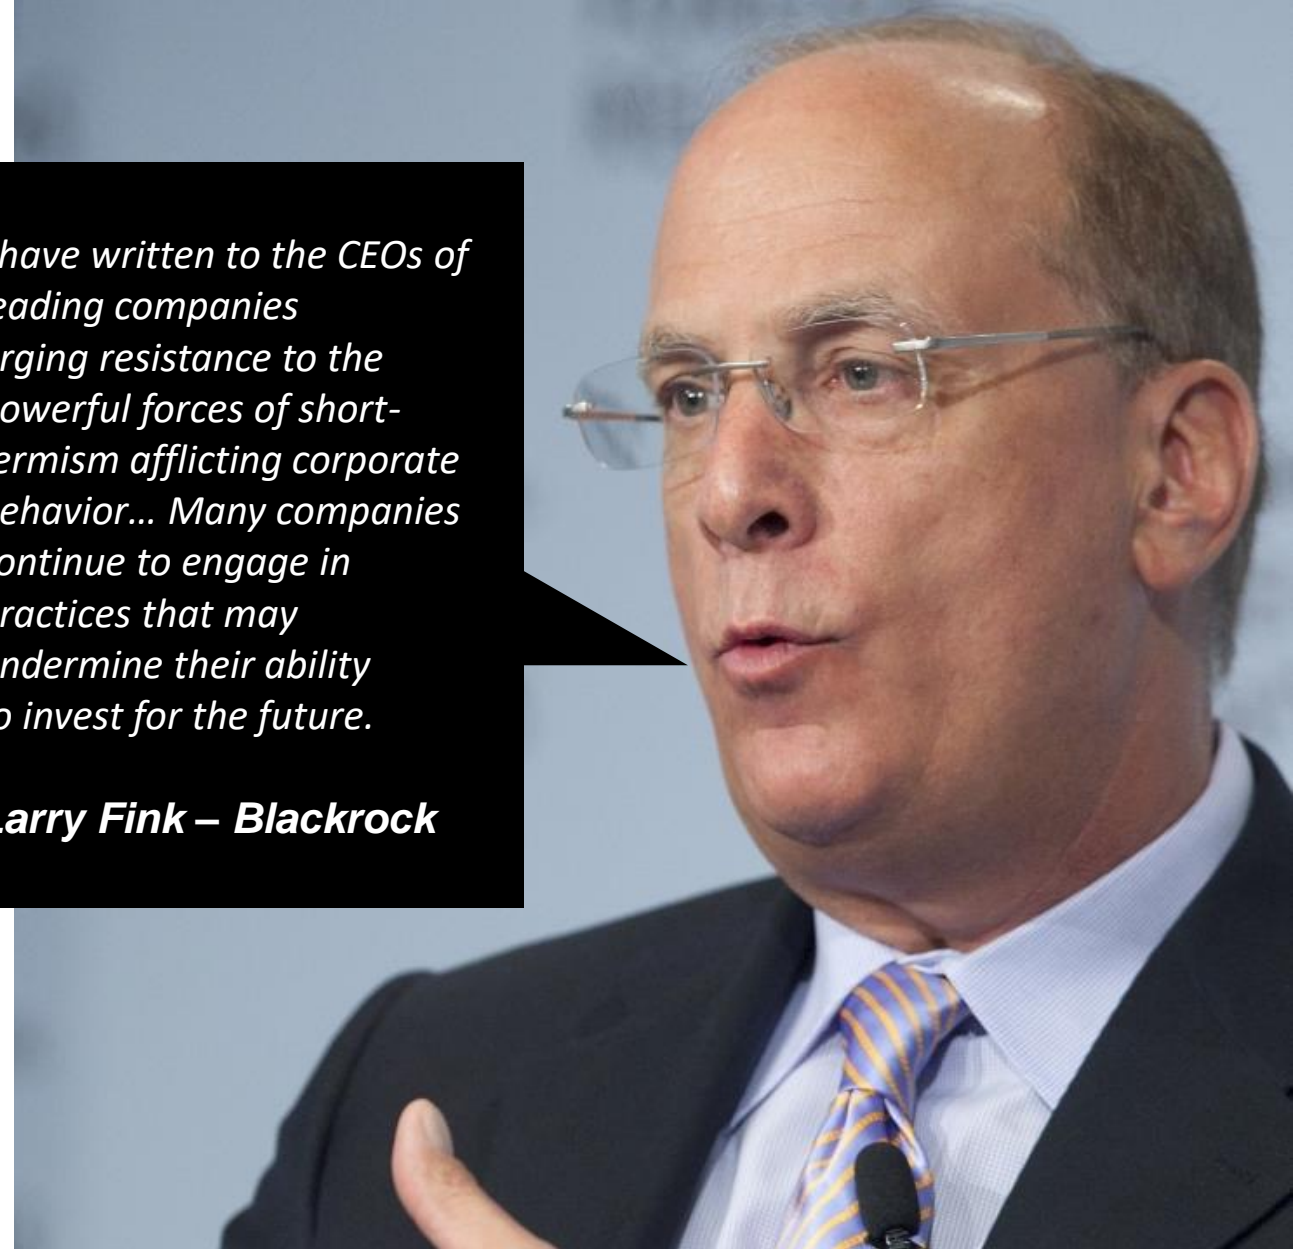 have written to the CEOs of
eading companies
rging resistance to the
owerful forces of short-
ermism afflicting corporate
ehavior… Many companies
ontinue to engage in
ractices that may
ndermine their ability
o invest for the future.
arry Fink – Blackrock